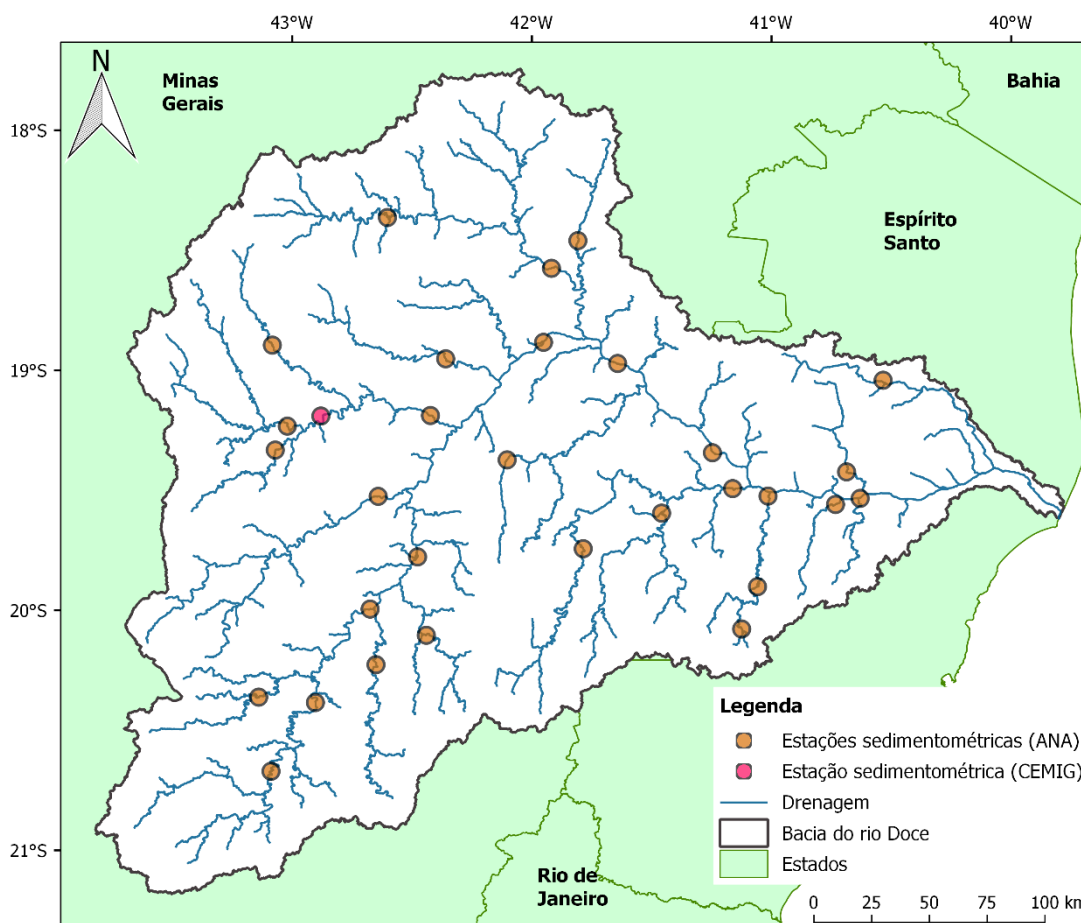 43°W 42°W 41°W 40°W
N
Minas
Gerais
Bahia
18°S
Espírito
Santo
19°S
20°S
21°S
Rio de
Janeiro
Legenda
Estações sedimentométricas (ANA)
Estação sedimentométrica (CEMIG)
Drenagem
Bacia do rio Doce
Estados
0 25 50 75 100 km